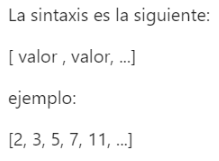 La sintaxis es la siguiente:
[ valor , valor, ...]
ejemplo:
[2, 3, 5, 7, 11, ...]